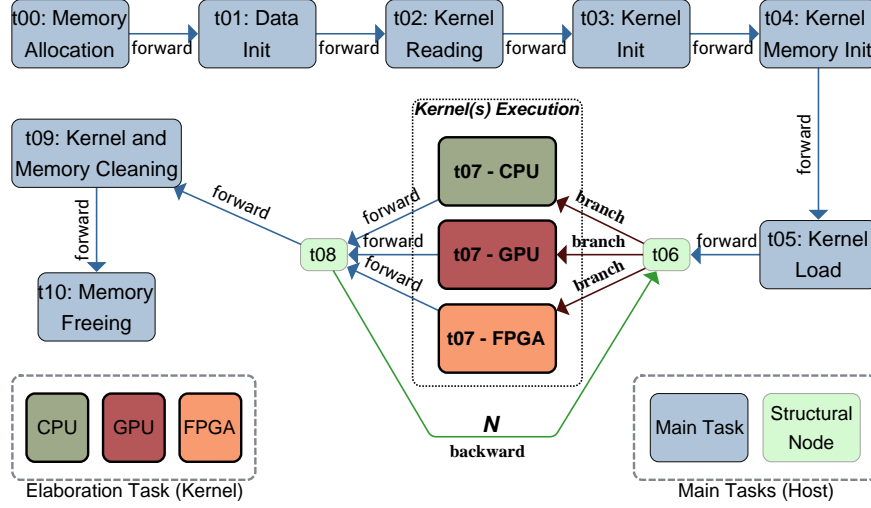 t00: Memory
Allocation
forward
t01: Data
Init
forward
t02: Kernel
Reading
forward
t03: Kernel
Init
forward
t04: Kernel
Memory Init
forward
t09: Kernel and
Memory Cleaning
forward
forward
t10: Memory
Freeing
Kernel(s) Execution
t07 - CPU
t07 - GPU
t07 - FPGA
forward
forward
forward
branch
branch
branch
t08
t06
forward
t05: Kernel
Load
N
backward
CPU
GPU
FPGA
Elaboration Task (Kernel)
Main Task
Structural
Node
Main Tasks (Host)